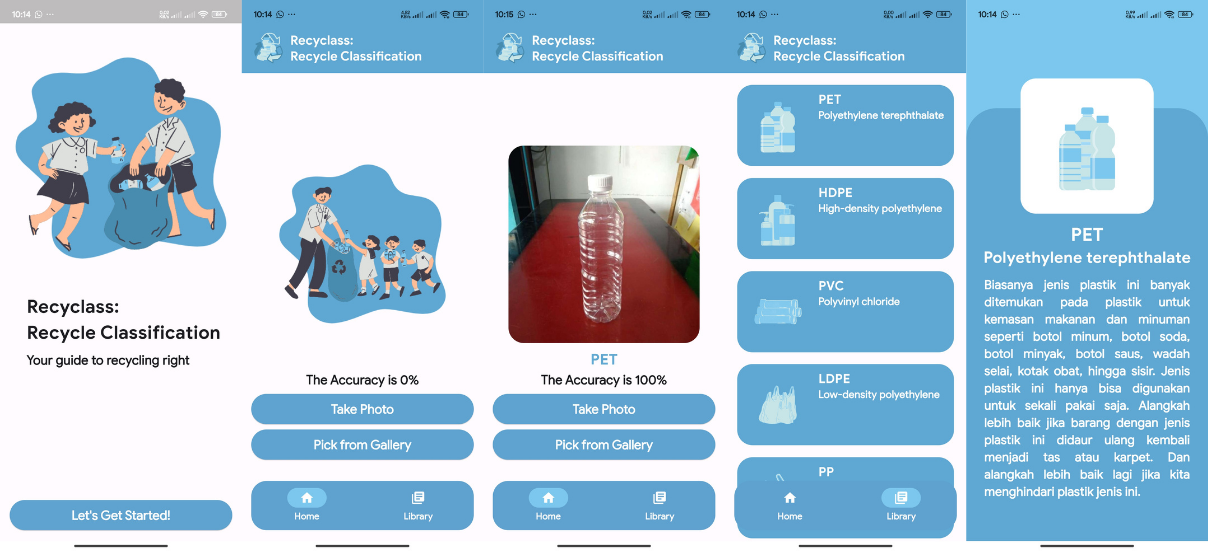 10:14
84
Recyclass:
Recycle Classification
Your guide to recycling right
Let's Get Started!
10:14
84
Recyclass:
Recycle Classification
The Accuracy is 0%
Take Photo
Pick from Gallery
Home
Library
10:15
84
Recyclass:
Recycle Classification
PET
The Accuracy is 100%
Take Photo
Pick from Gallery
Home
Library
10:14
84
Recyclass:
Recycle Classification
PET
Polyethylene terephthalate
HDPE
High-density polyethylene
PVC
Polyvinyl chloride
LDPE
Low-density polyethylene
PP
Home
Library
10:14
84
PET
Polyethylene terephthalate
Biasanya jenis plastik ini banyak
ditemukan pada plastik untuk
kemasan makanan dan minuman
seperti botol minum, botol soda,
botol minyak, botol saus, wadah
selai, kotak obat, hingga sisir. Jenis
plastik ini hanya bisa digunakan
untuk sekali pakai saja. Alangkah
lebih baik jika barang dengan jenis
plastik ini didaur ulang kembali
menjadi tas atau karpet. Dan
alangkah lebih baik lagi jika kita
menghindari plastik jenis ini.